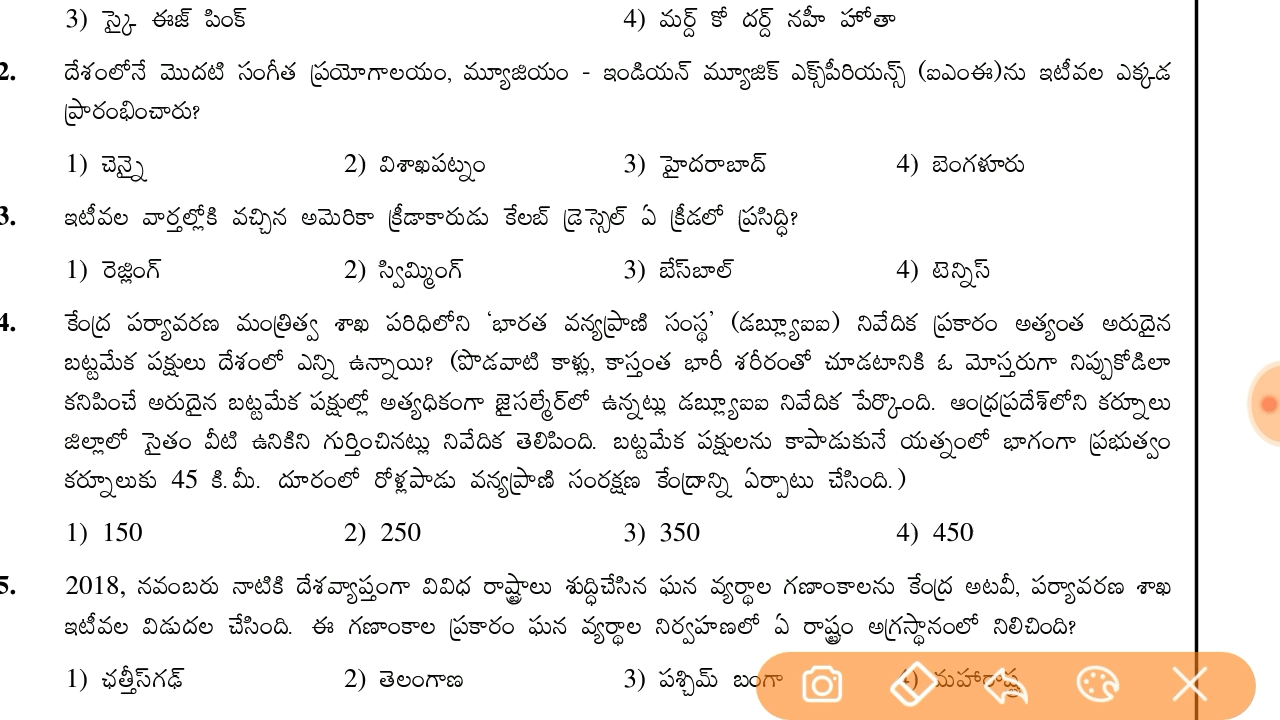 3) స్కై ఈజ్ పింక్ 4) మర్ద్ కో దర్ద్ నహీ హోతా
2. దేశంలోనే మొదటి సంగీత ప్రయోగాలయం, మ్యూజియం - ఇండియన్ మ్యూజిక్ ఎక్స్‌పీరియన్స్ (ఐఎంఈ)ను ఇటీవల ఎక్కడ
ప్రారంభించారు?
1) చెన్నై 2) విశాఖపట్నం 3) హైదరాబాద్ 4) బెంగళూరు
3. ఇటీవల వార్తల్లోకి వచ్చిన అమెరికా క్రీడాకారుడు కేలబ్ డ్రెస్సెల్ ఏ క్రీడలో ప్రసిద్ధి?
1) రెజ్లింగ్ 2) స్విమ్మింగ్ 3) బేస్‌బాల్ 4) టెన్నిస్
4. కేంద్ర పర్యావరణ మంత్రిత్వ శాఖ పరిధిలోని 'భారత వన్యప్రాణి సంస్థ' (డబ్ల్యూఐఐ) నివేదిక ప్రకారం అత్యంత అరుదైన
బట్టమేక పక్షులు దేశంలో ఎన్ని ఉన్నాయి? (పొడవాటి కాళ్లు, కాస్తంత భారీ శరీరంతో చూడటానికి ఓ మోస్తరుగా నిప్పుకోడిలా
కనిపించే అరుదైన బట్టమేక పక్షుల్లో అత్యధికంగా జైసల్మేర్‌లో ఉన్నట్లు డబ్ల్యూఐఐ నివేదిక పేర్కొంది. ఆంధ్రప్రదేశ్‌లోని కర్నూలు
జిల్లాలో సైతం వీటి ఉనికిని గుర్తించినట్లు నివేదిక తెలిపింది. బట్టమేక పక్షులను కాపాడుకునే యత్నంలో భాగంగా ప్రభుత్వం
కర్నూలుకు 45 కి.మీ. దూరంలో రోళ్లపాడు వన్యప్రాణి సంరక్షణ కేంద్రాన్ని ఏర్పాటు చేసింది.)
1) 150 2) 250 3) 350 4) 450
5. 2018, నవంబరు నాటికి దేశవ్యాప్తంగా వివిధ రాష్ట్రాలు శుద్ధిచేసిన ఘన వ్యర్థాల గణాంకాలను కేంద్ర అటవీ, పర్యావరణ శాఖ
ఇటీవల విడుదల చేసింది. ఈ గణాంకాల ప్రకారం ఘన వ్యర్థాల నిర్వహణలో ఏ రాష్ట్రం అగ్రస్థానంలో నిలిచింది?
1) ఛత్తీస్‌గఢ్ 2) తెలంగాణ 3) పశ్చిమ్ బంగా 4) మహారాష్ట్ర